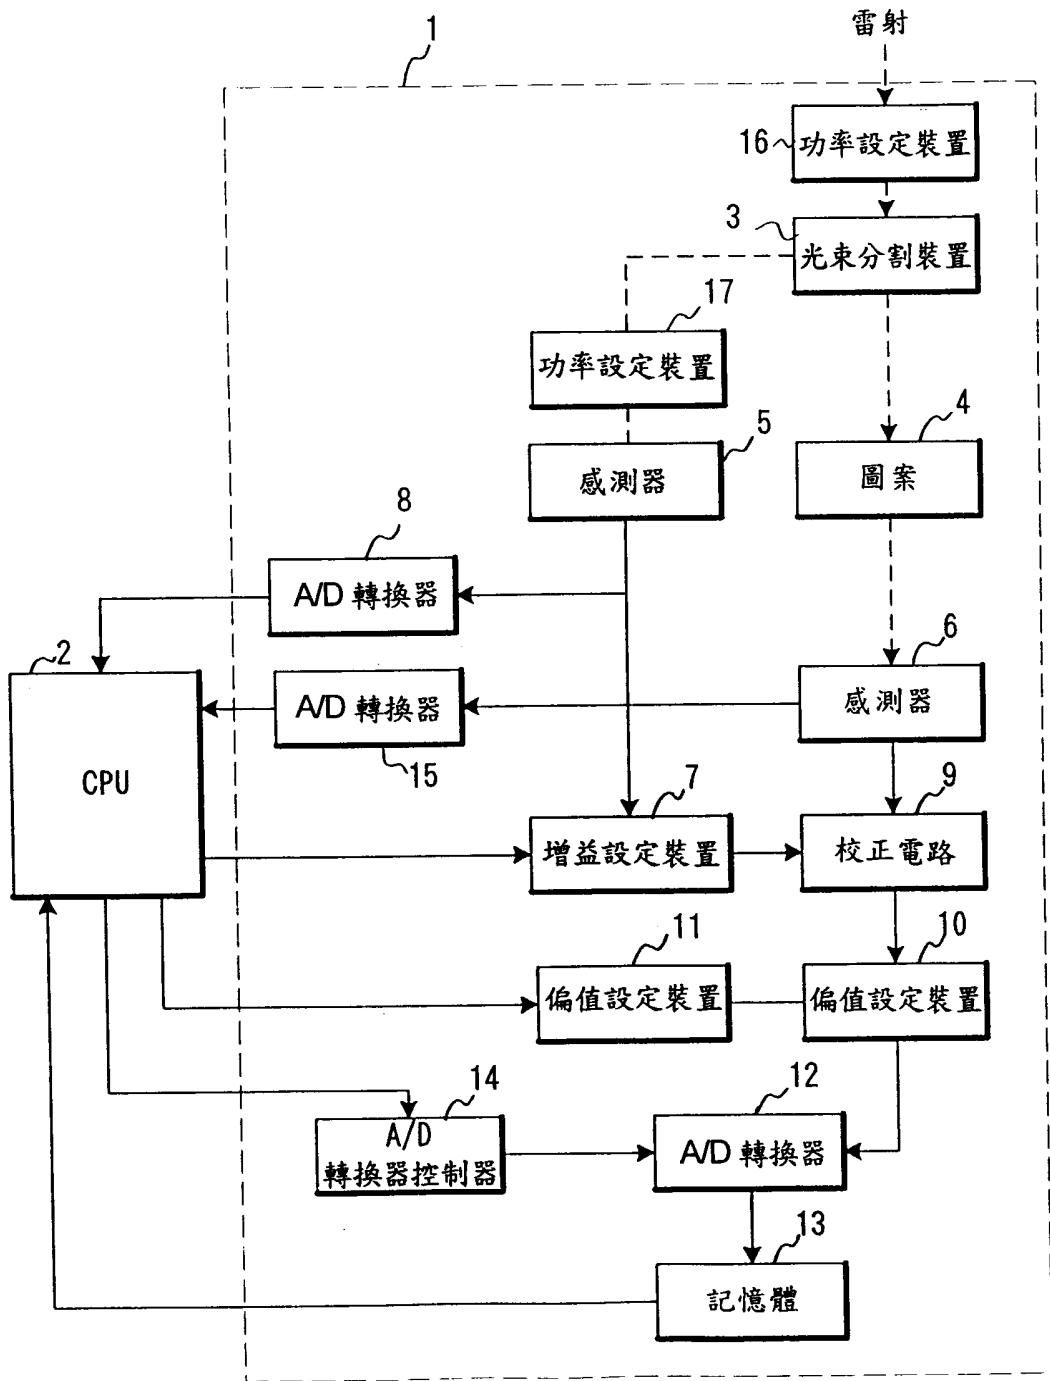 雷射
1
16
功率設定裝置
3
光束分割裝置
17
功率設定裝置
4
圖案
5
感測器
8
A/D 轉換器
6
感測器
2
CPU
A/D 轉換器
15
7
增益設定裝置
9
校正電路
11
偏值設定裝置
10
偏值設定裝置
14
A/D
轉換器控制器
12
A/D 轉換器
13
記憶體